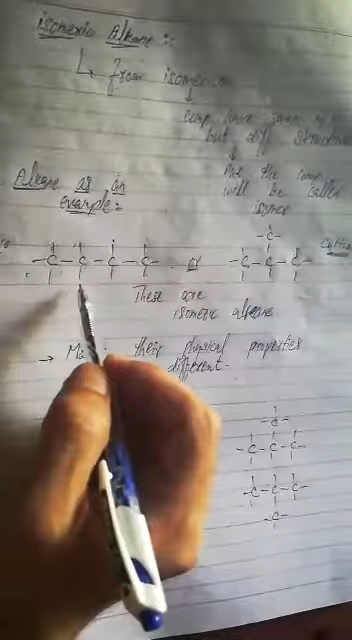 isomeric Alkane :-
↳ from isomerism
↓
comp. have same
but diff. structure
↓
the comp.
will be called
isomer
Alkane as an
example:-
-C-
-C-C-C-C- or -C-C-C-
These are
isomeric alkane
→ their physical properties
different-
-C-
-C-C-C-
-C-C-C-
-C-